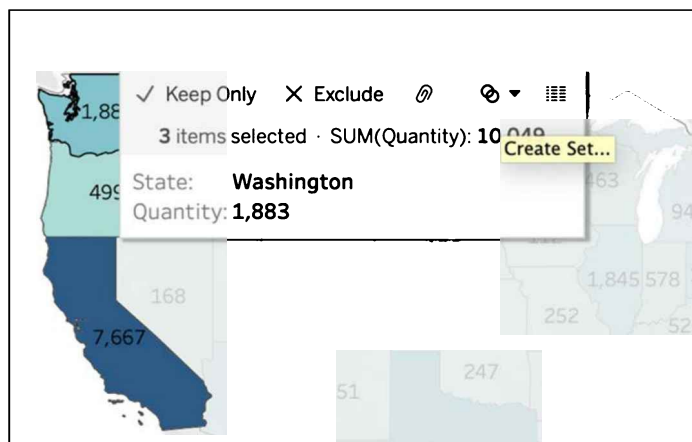 Keep Only Exclude
3 items selected · SUM(Quantity): 10,049
Create Set...
1,88
State: Washington
499
463
Quantity: 1,883
94
168
1,845 578
252
52
7,667
247
51